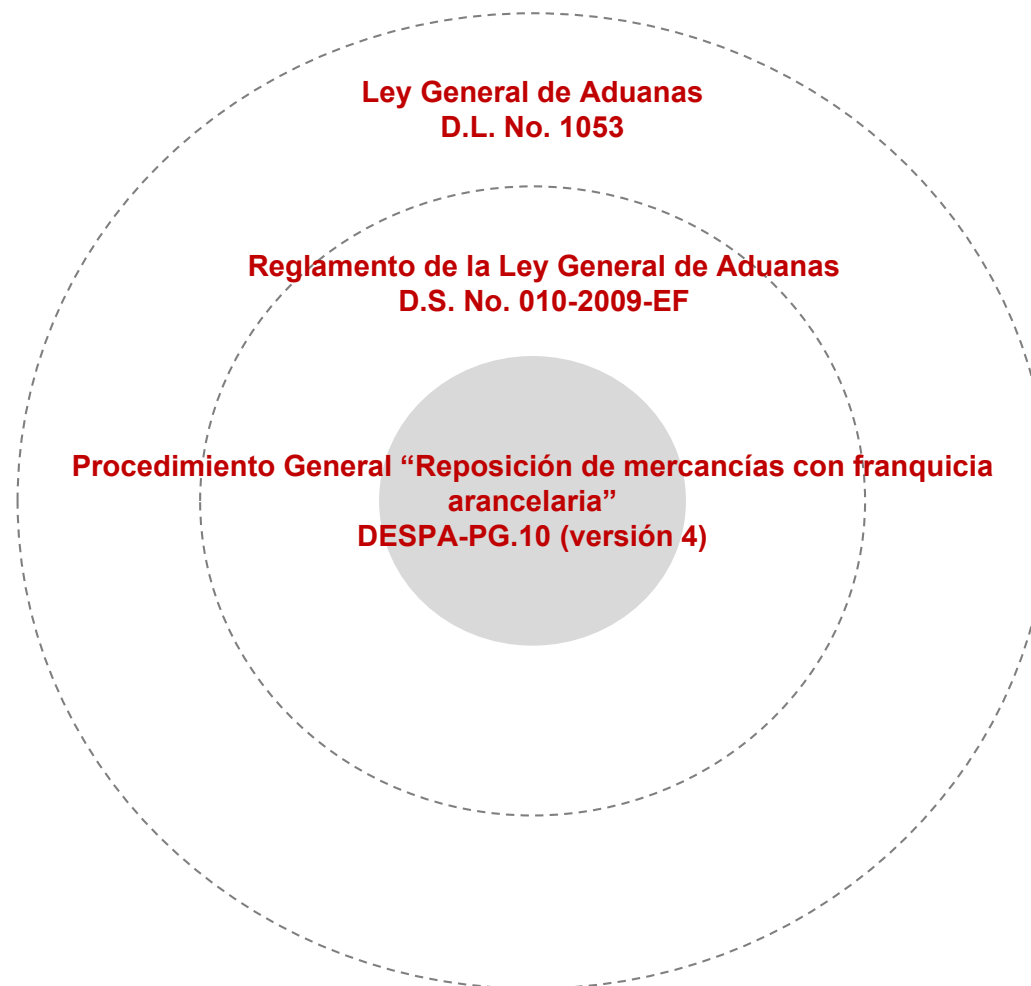 Ley General de Aduanas
D.L. No. 1053
Reglamento de la Ley General de Aduanas
D.S. No. 010-2009-EF
Procedimiento General “Reposición de mercancías con franquicia
arancelaria”
DESPA-PG.10 (versión 4)